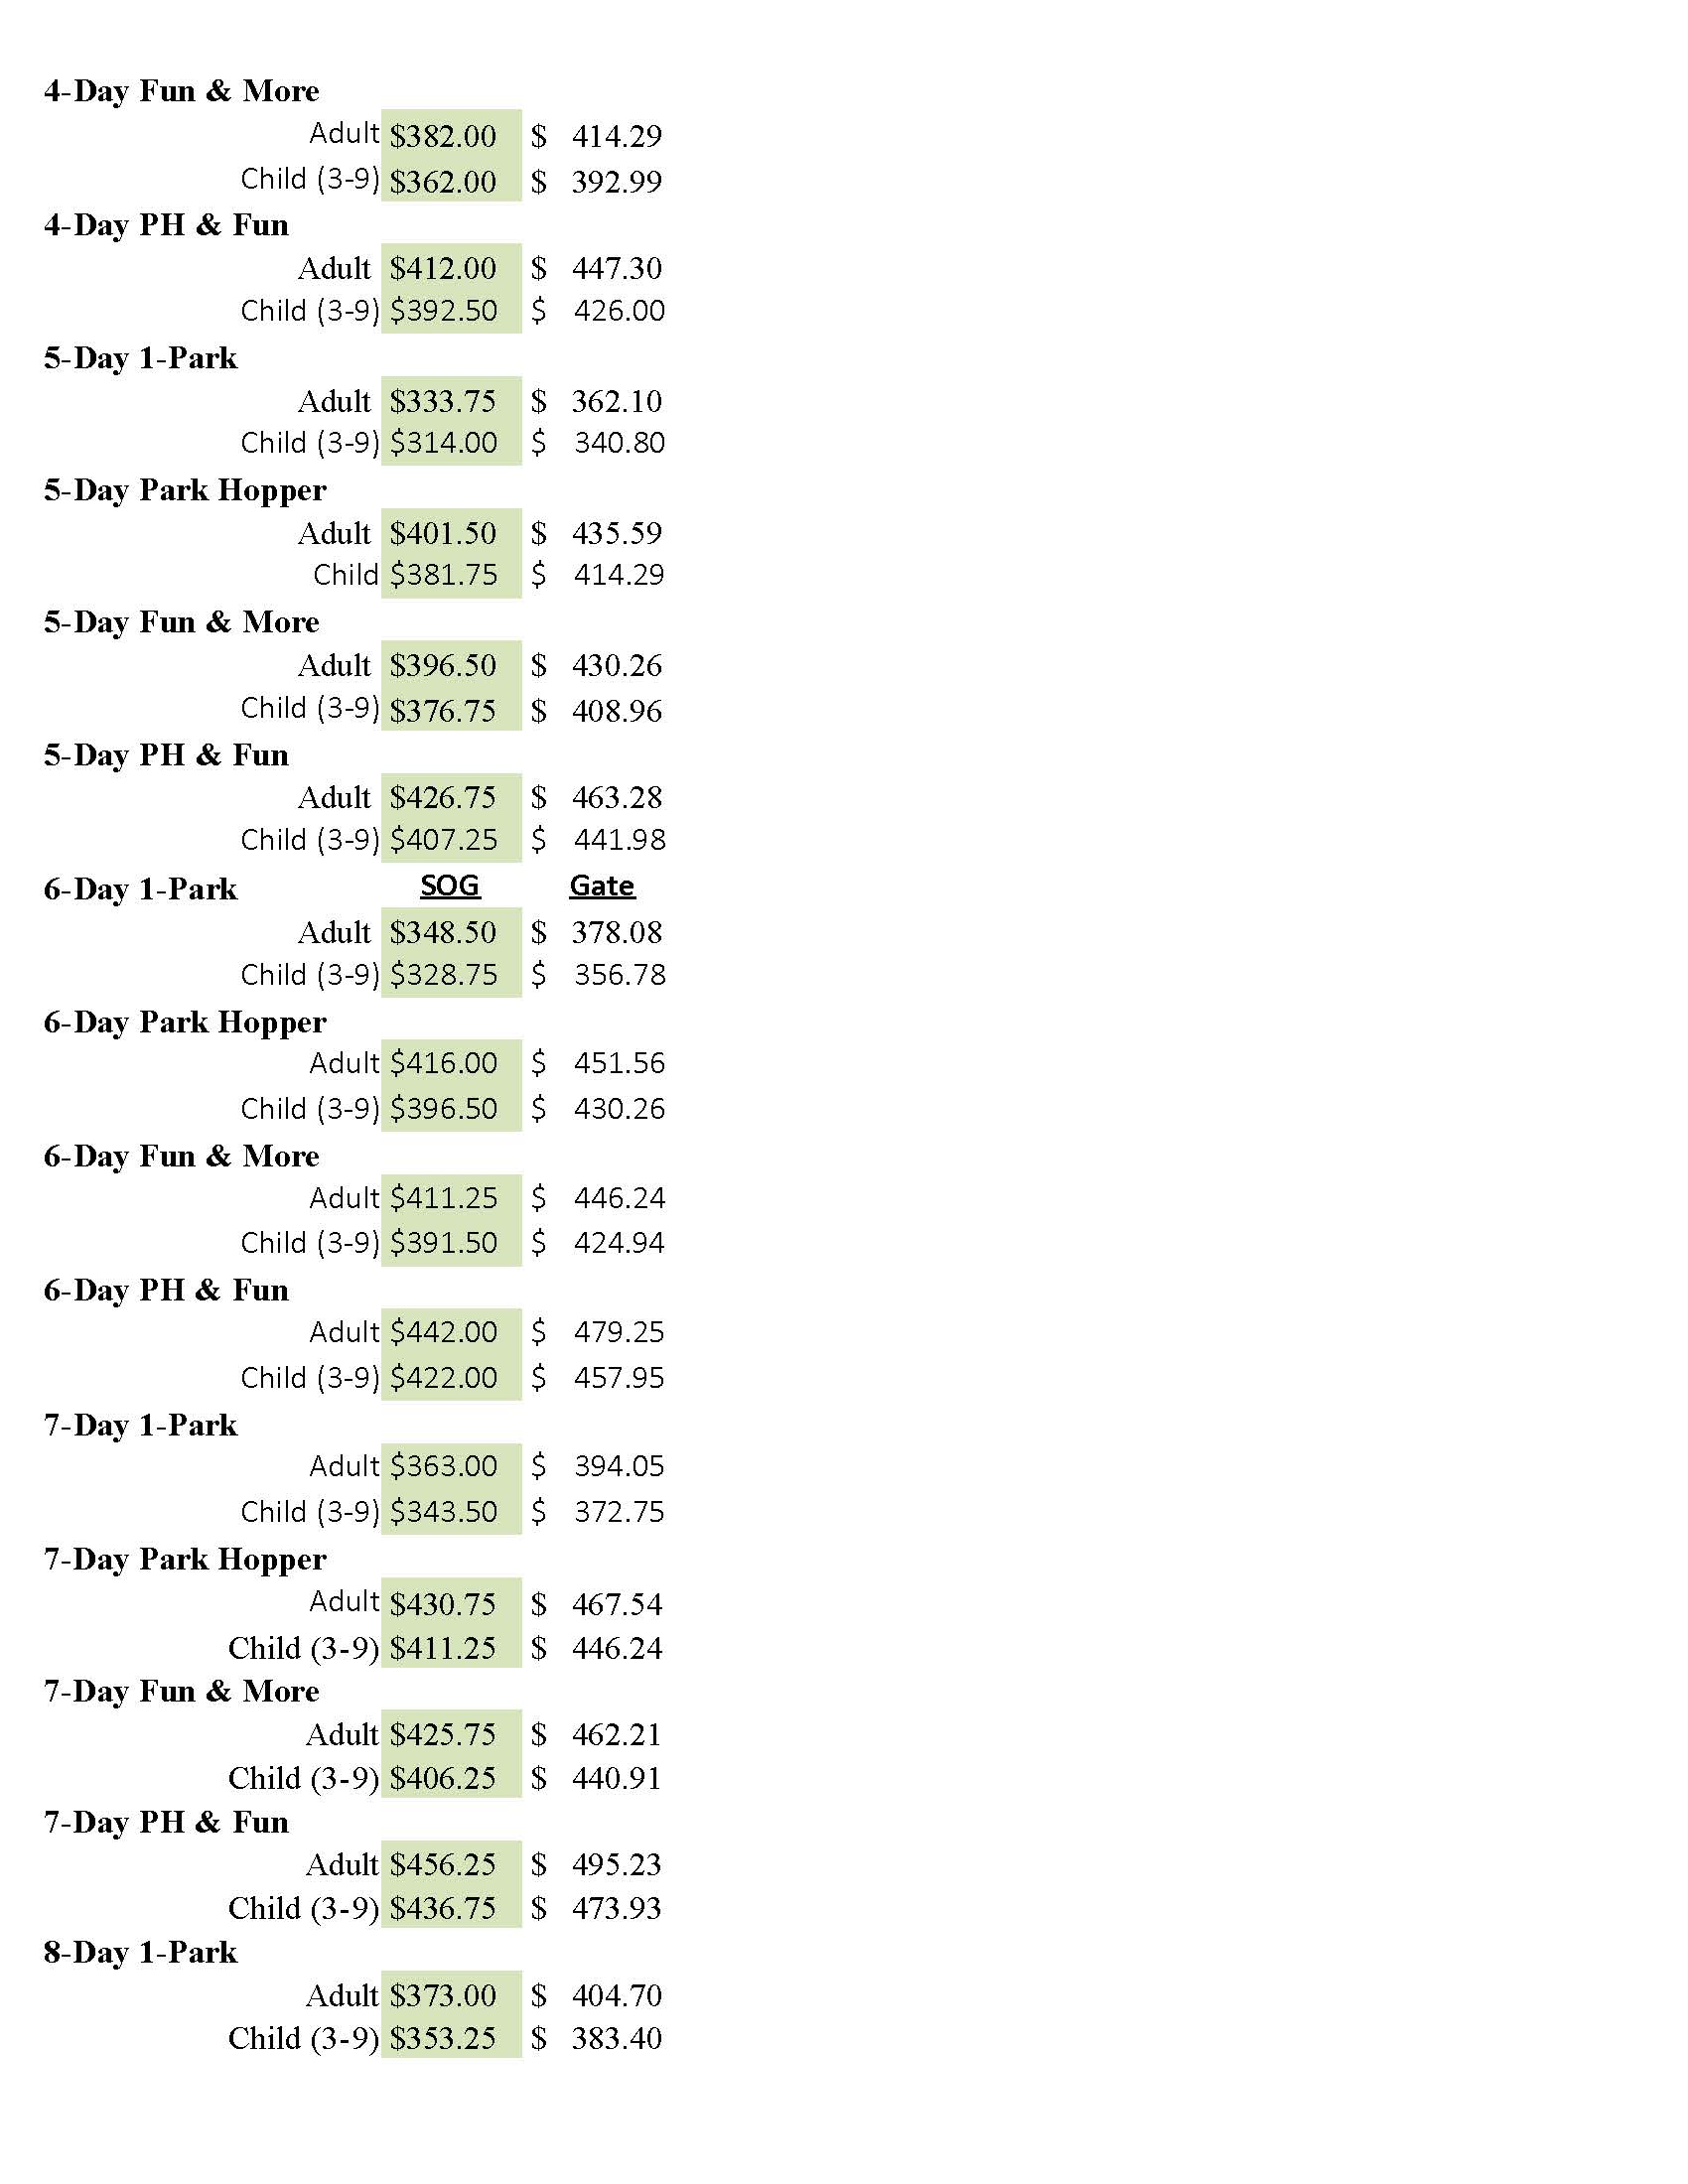 4-Day Fun & More
Adult $382.00 $ 414.29
Child (3-9) $362.00 $ 392.99
4-Day PH & Fun
Adult $412.00 $ 447.30
Child (3-9) $392.50 $ 426.00
5-Day 1-Park
Adult $333.75 $ 362.10
Child (3-9) $314.00 $ 340.80
5-Day Park Hopper
Adult $401.50 $ 435.59
Child $381.75 $ 414.29
5-Day Fun & More
Adult $396.50 $ 430.26
Child (3-9) $376.75 $ 408.96
5-Day PH & Fun
Adult $426.75 $ 463.28
Child (3-9) $407.25 $ 441.98
6-Day 1-Park SOG Gate
Adult $348.50 $ 378.08
Child (3-9) $328.75 $ 356.78
6-Day Park Hopper
Adult $416.00 $ 451.56
Child (3-9) $396.50 $ 430.26
6-Day Fun & More
Adult $411.25 $ 446.24
Child (3-9) $391.50 $ 424.94
6-Day PH & Fun
Adult $442.00 $ 479.25
Child (3-9) $422.00 $ 457.95
7-Day 1-Park
Adult $363.00 $ 394.05
Child (3-9) $343.50 $ 372.75
7-Day Park Hopper
Adult $430.75 $ 467.54
Child (3-9) $411.25 $ 446.24
7-Day Fun & More
Adult $425.75 $ 462.21
Child (3-9) $406.25 $ 440.91
7-Day PH & Fun
Adult $456.25 $ 495.23
Child (3-9) $436.75 $ 473.93
8-Day 1-Park
Adult $373.00 $ 404.70
Child (3-9) $353.25 $ 383.40